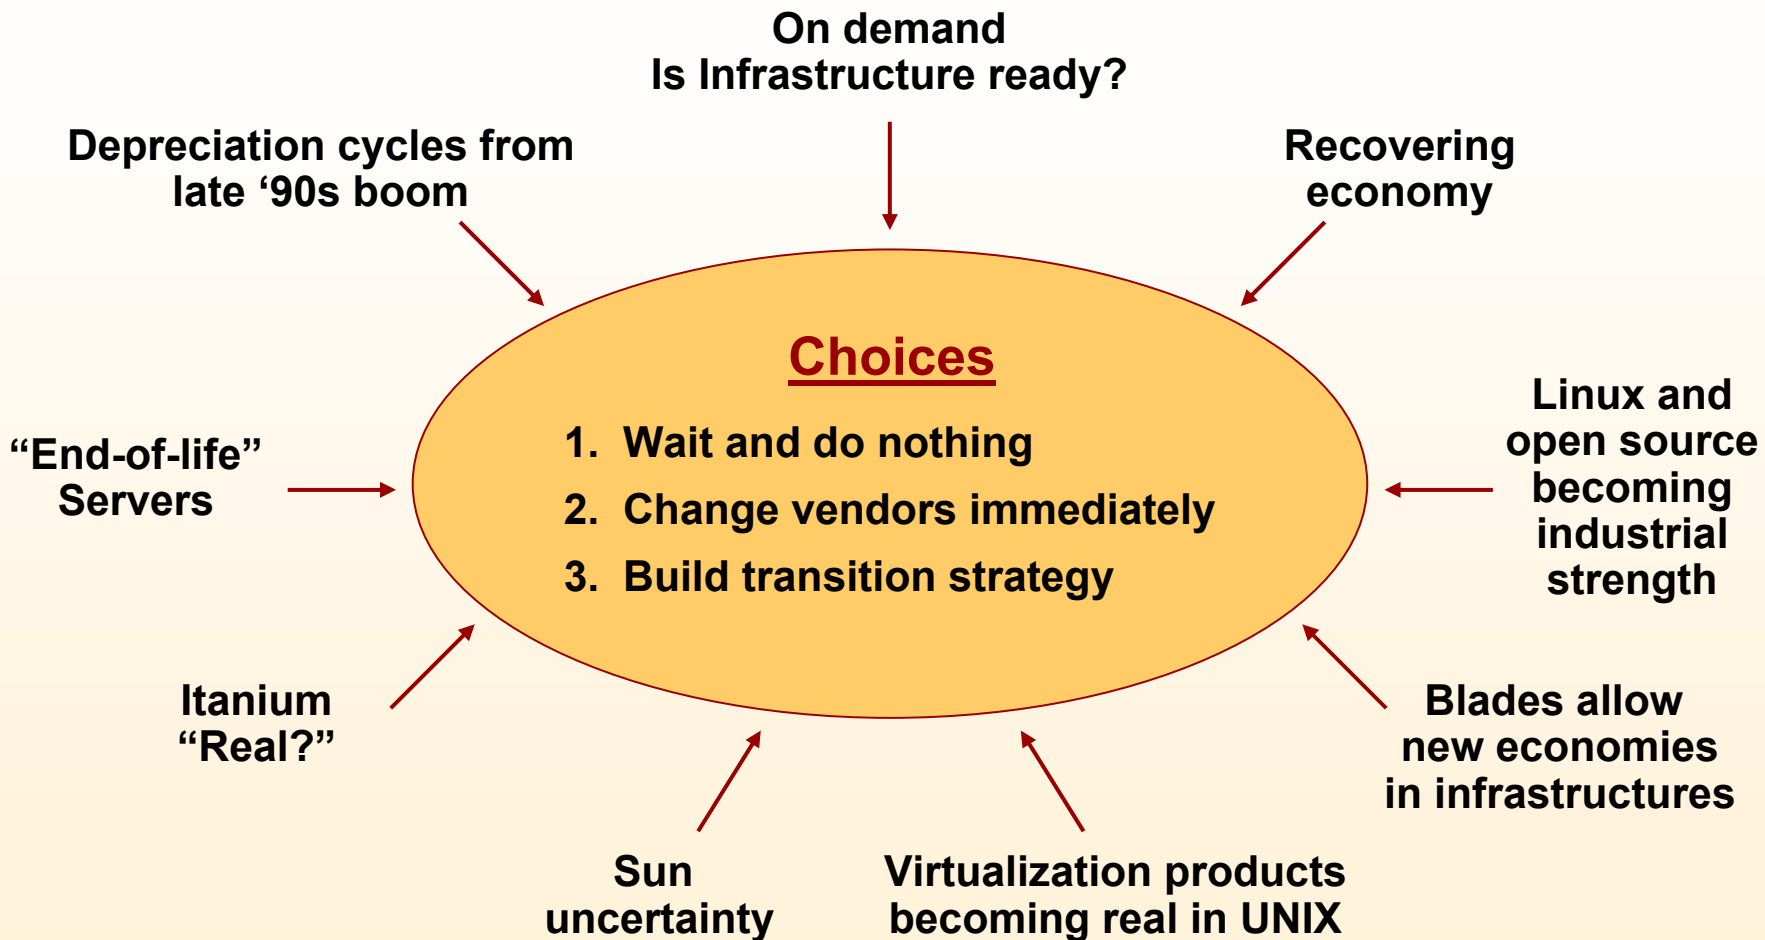 On demand
Is Infrastructure ready?
Depreciation cycles from
late ‘90s boom
Recovering
economy
Choices
1. Wait and do nothing
2. Change vendors immediately
3. Build transition strategy
“End-of-life”
Servers
Linux and
open source
becoming
industrial
strength
Itanium
“Real?”
Blades allow
new economies
in infrastructures
Sun
uncertainty
Virtualization products
becoming real in UNIX